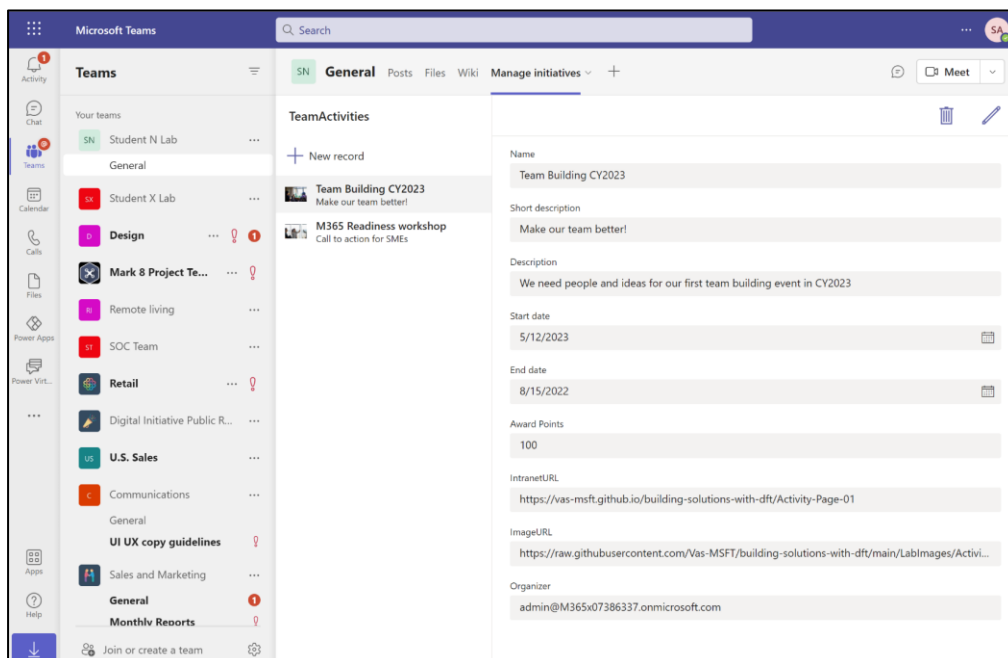 Microsoft Teams
Search
SA
Activity
1
Chat
Teams
Calendar
Calls
Files
Power Apps
Power Virt...
Apps
Help
Teams
Your teams
SN Student N Lab
General
SX Student X Lab
D Design 1
Mark 8 Project Te...
Rl Remote living
ST SOC Team
Retail
Digital Initiative Public R...
US U.S. Sales
C Communications
General
UI UX copy guidelines
Sales and Marketing
General 1
Monthly Reports
Join or create a team
SN General Posts Files Wiki Manage initiatives
Meet
TeamActivities
New record
Team Building CY2023
Make our team better!
M365 Readiness workshop
Call to action for SMEs
Name
Team Building CY2023
Short description
Make our team better!
Description
We need people and ideas for our first team building event in CY2023
Start date
5/12/2023
End date
8/15/2022
Award Points
100
IntranetURL
https://vas-msft.github.io/building-solutions-with-dft/Activity-Page-01
ImageURL
https://raw.githubusercontent.com/Vas-MSFT/building-solutions-with-dft/main/LabImages/Activi...
Organizer
admin@M365x07386337.onmicrosoft.com